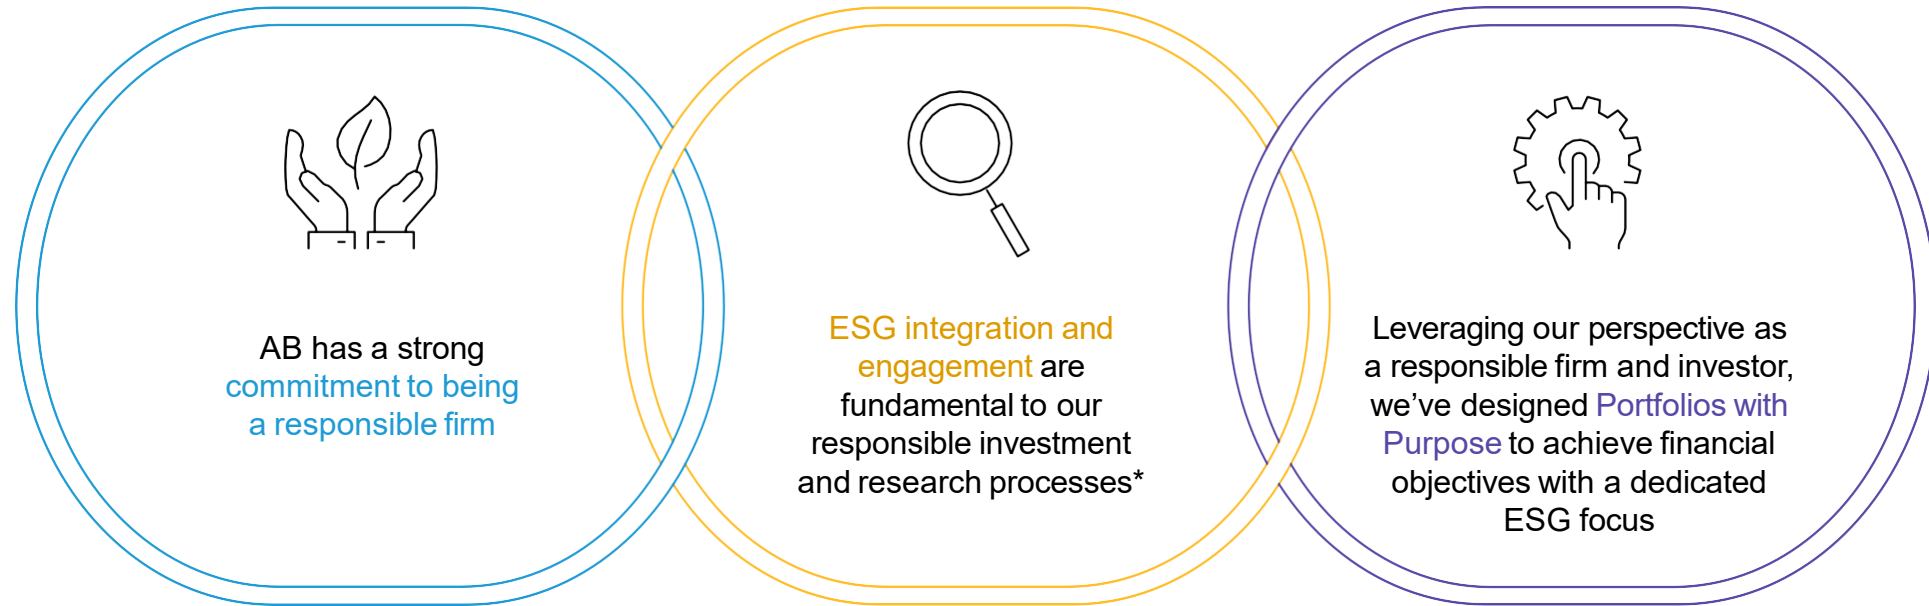 AB has a strong
commitment to being
a responsible firm
ESG integration and
engagement are
fundamental to our
responsible investment
and research processes*
Leveraging our perspective as
a responsible firm and investor,
we’ve designed Portfolios with
Purpose to achieve financial
objectives with a dedicated
ESG focus